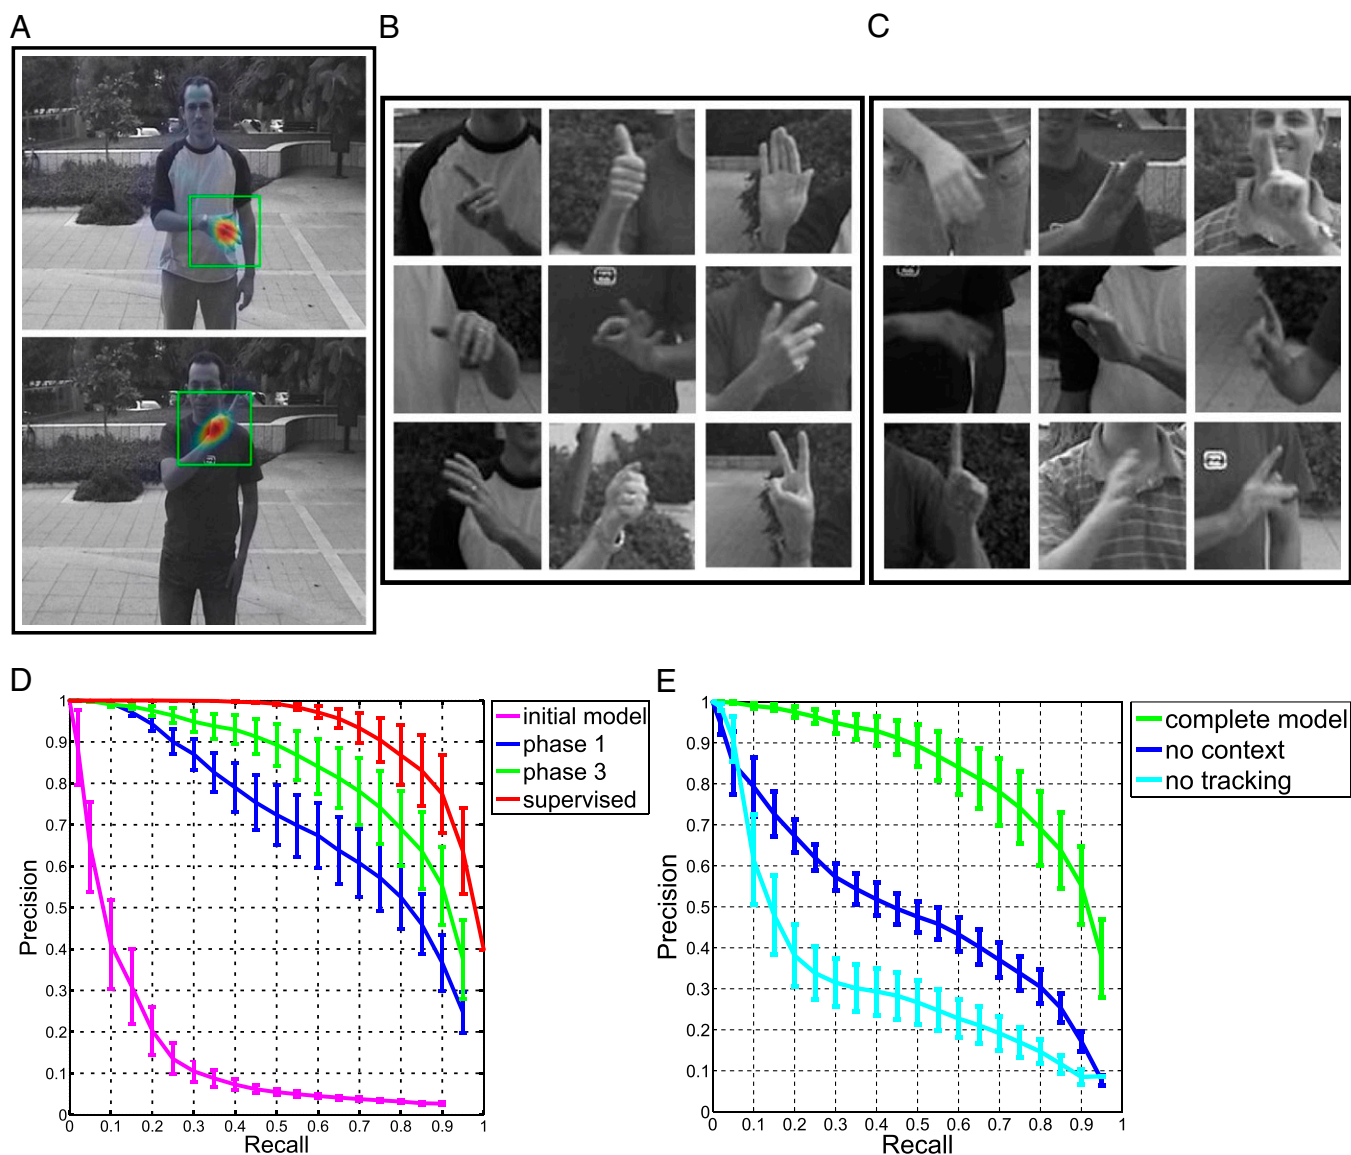 A
B
C
D
1
0.9
0.8
0.7
0.6
0.5
0.4
0.3
0.2
0.1
0
Precision
0 0.1 0.2 0.3 0.4 0.5 0.6 0.7 0.8 0.9 1
Recall
initial model
phase 1
phase 3
supervised
E
1
0.9
0.8
0.7
0.6
0.5
0.4
0.3
0.2
0.1
0
Precision
0 0.1 0.2 0.3 0.4 0.5 0.6 0.7 0.8 0.9 1
Recall
complete model
no context
no tracking